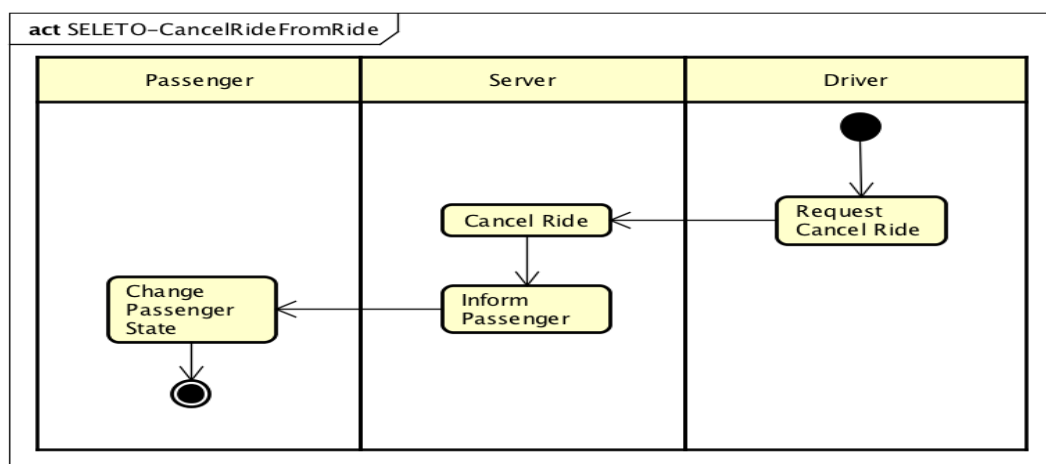 act SELETO-CancelRideFromRide
Passenger
Server
Driver
Request
Cancel Ride
Cancel Ride
Inform
Passenger
Change
Passenger
State